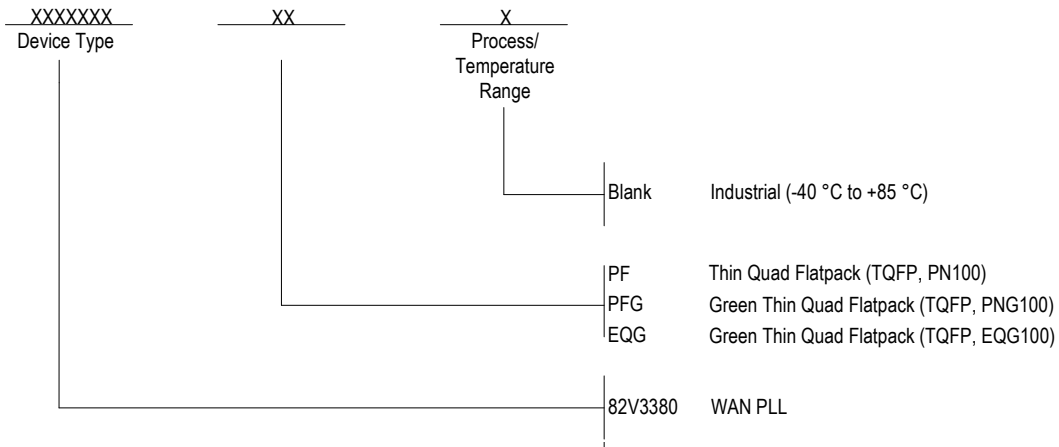 XXXXXXX XX X
Device Type Process/
Temperature
Range
Blank Industrial (-40 °C to +85 °C)
PF Thin Quad Flatpack (TQFP, PN100)
PFG Green Thin Quad Flatpack (TQFP, PNG100)
EQG Green Thin Quad Flatpack (TQFP, EQG100)
82V3380 WAN PLL